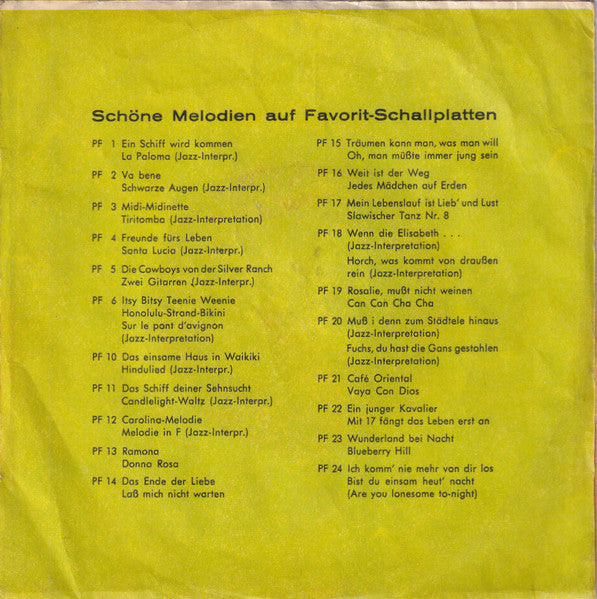 Schöne Melodien auf Favorit-Schallplatten
PF 1 Ein Schiff wird kommen
La Paloma (Jazz-Interpr.)
PF 2 Va bene
Schwarze Augen (Jazz-Interpr.)
PF 3 Midi-Midinette
Tiritomba (Jazz-Interpretation)
PF 4 Freunde fürs Leben
Santa Lucia (Jazz-Interpr.)
PF 5 Die Cowboys von der Silver Ranch
Zwei Gitarren (Jazz-Interpr.)
PF 6 Itsy Bitsy Teenie Weenie
Honolulu-Strand-Bikini
Sur le pont d'avignon
(Jazz-Interpretation)
PF 10 Das einsame Haus in Waikiki
Hindulied (Jazz-Interpr.)
PF 11 Das Schiff deiner Sehnsucht
Candlelight-Waltz (Jazz-Interpr.)
PF 12 Carolina-Melodie
Melodie in F (Jazz-Interpr.)
PF 13 Ramona
Donna Rosa
PF 14 Das Ende der Liebe
Laß mich nicht warten
PF 15 Träumen kann man, was man will
Oh, man müßte immer jung sein
PF 16 Weit ist der Weg
Jedes Mädchen auf Erden
PF 17 Mein Lebenslauf ist Lieb' und Lust
Slawischer Tanz Nr. 8
PF 18 Wenn die Elisabeth . . .
(Jazz-Interpretation)
Horch, was kommt von draußen
rein (Jazz-Interpretation)
PF 19 Rosalie, mußt nicht weinen
Can Can Cha Cha
PF 20 Muß i denn zum Städtele hinaus
(Jazz-Interpretation)
Fuchs, du hast die Gans gestohlen
(Jazz-Interpretation)
PF 21 Café Oriental
Vaya Con Dios
PF 22 Ein junger Kavalier
Mit 17 fängt das Leben erst an
PF 23 Wunderland bei Nacht
Blueberry Hill
PF 24 Ich komm' nie mehr von dir los
Bist du einsam heut' nacht
(Are you lonesome to-night)